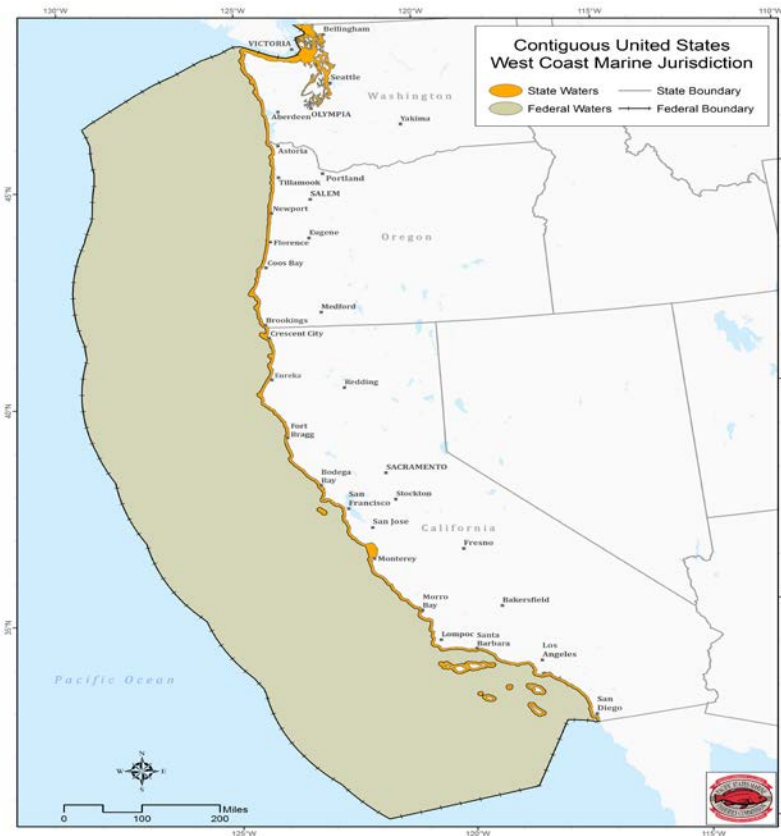 125°W
120°W
115°W
110°W
Contiguous United States
West Coast Marine Jurisdiction
State Waters
State Boundary
Federal Waters
Federal Boundary
Bellingham
VICTORIA
Seattle
Washington
Aberdeen
OLYMPIA
Yakima
Astoria
Portland
Tillamook
SALEM
45°N
Newport
Eugene
Oregon
Florence
Coos Bay
Medford
Brookings
Crescent City
Eureka
Redding
40°N
Fort
Bragg
Bodega
Bay
SACRAMENTO
San
Francisco
Stockton
San Jose
California
Fresno
Monterey
Morro
Bay
Bakersfield
35°N
Lompoc
Santa
Barbara
Los
Angeles
Pacific Ocean
San
Diego
N
W
E
S
Miles
0
100
200
125°W
120°W
115°W